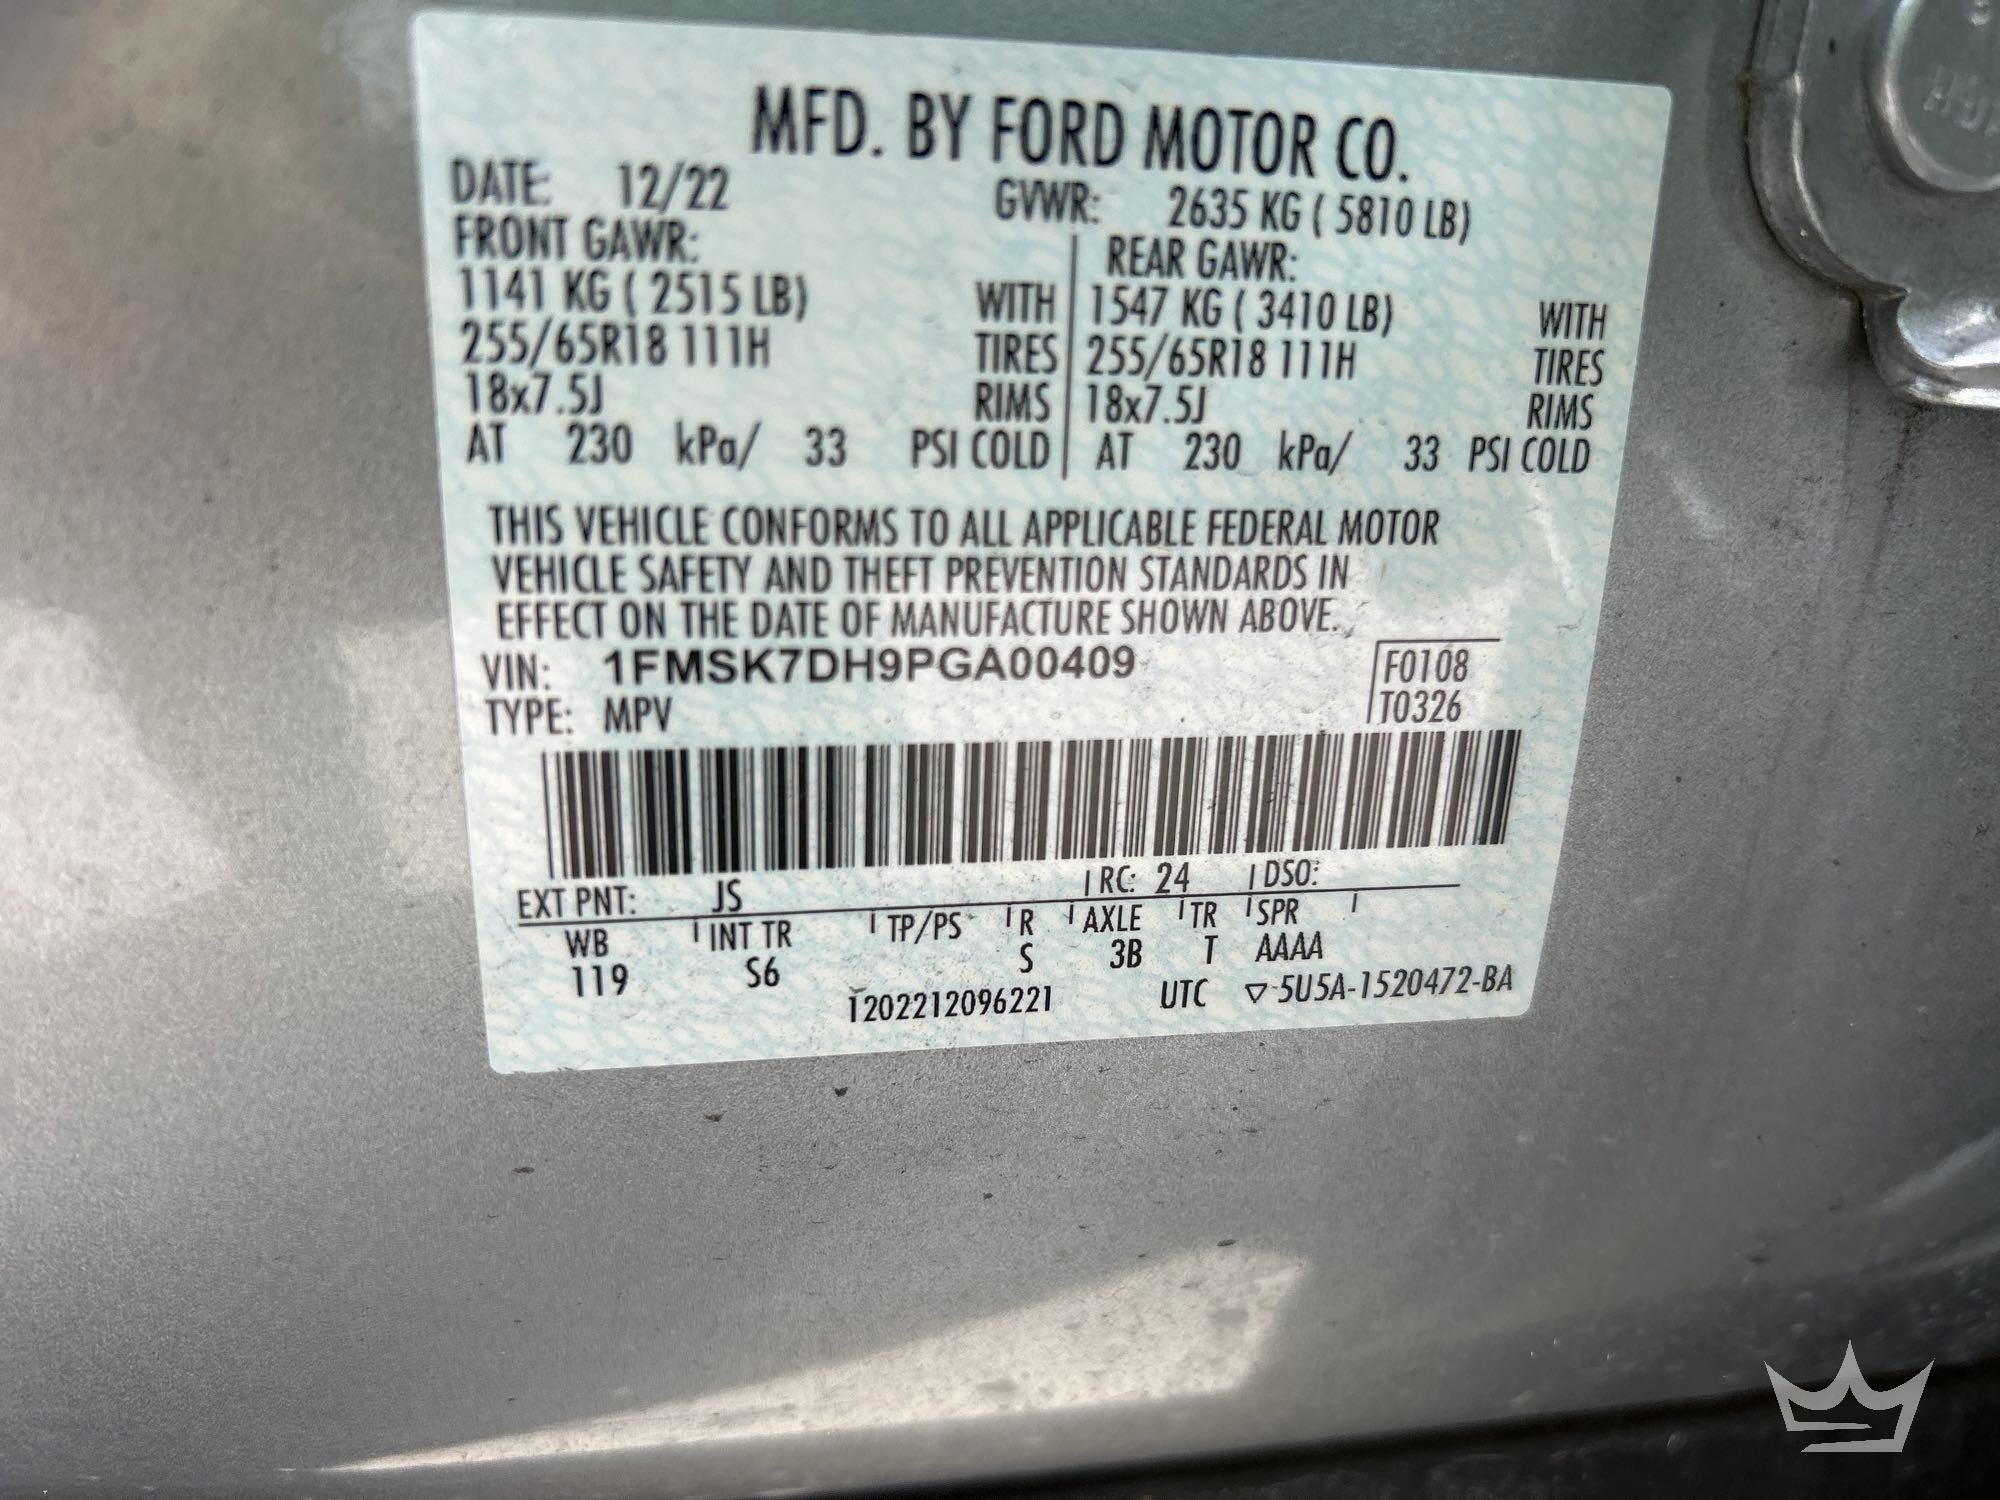 MFD. BY FORD MOTOR CO.
DATE: 12/22 GVWR: 2635 KG ( 5810 LB)
FRONT GAWR: REAR GAWR:
1141 KG ( 2515 LB) WITH 1547 KG ( 3410 LB) WITH
255/65R18 111H TIRES 255/65R18 111H TIRES
18x7.5J RIMS 18x7.5J RIMS
AT 230 kPa/ 33 PSI COLD AT 230 kPa/ 33 PSI COLD
THIS VEHICLE CONFORMS TO ALL APPLICABLE FEDERAL MOTOR
VEHICLE SAFETY AND THEFT PREVENTION STANDARDS IN
EFFECT ON THE DATE OF MANUFACTURE SHOWN ABOVE.
VIN: 1FMSK7DH9PGA00409 F0108
TYPE: MPV T0326
EXT PNT: JS RC: 24 DSO:
WB INT TR TP/PS R AXLE TR SPR
119 S6 S 3B T AAAA
1202212096221 UTC ▽-5U5A-1520472-BA